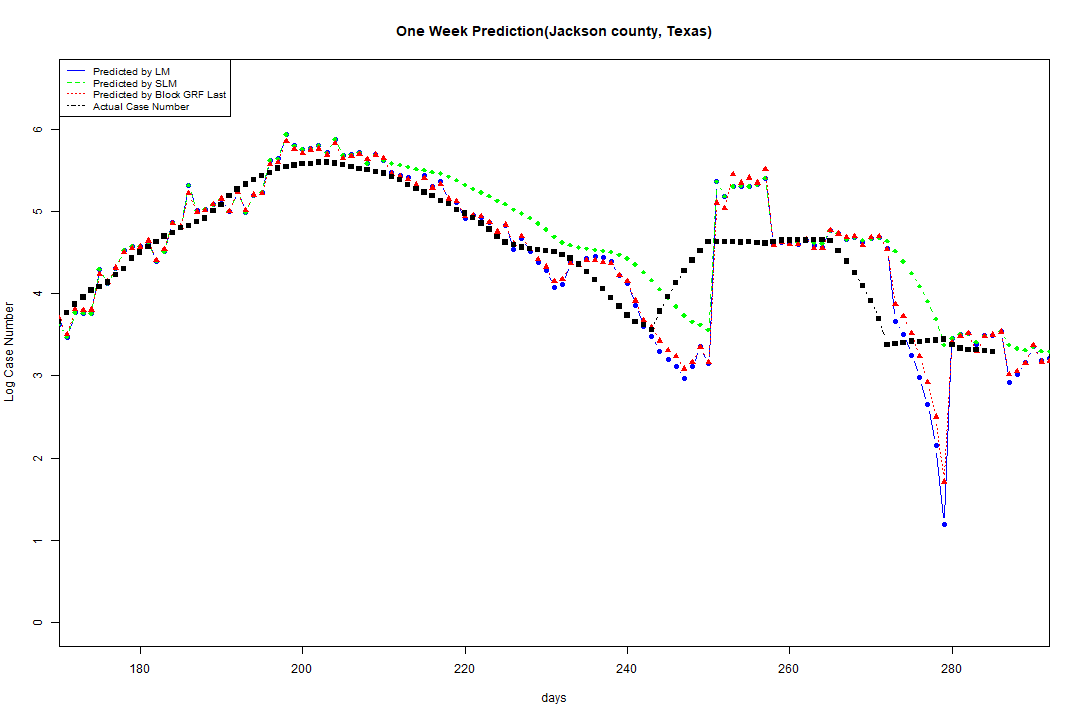 One Week Prediction(Jackson county, Texas)
Predicted by LM
Predicted by SLM
Predicted by Block GRF Last
Actual Case Number
6
5
4
3
2
1
0
Log Case Number
180 200 220 240 260 280
days